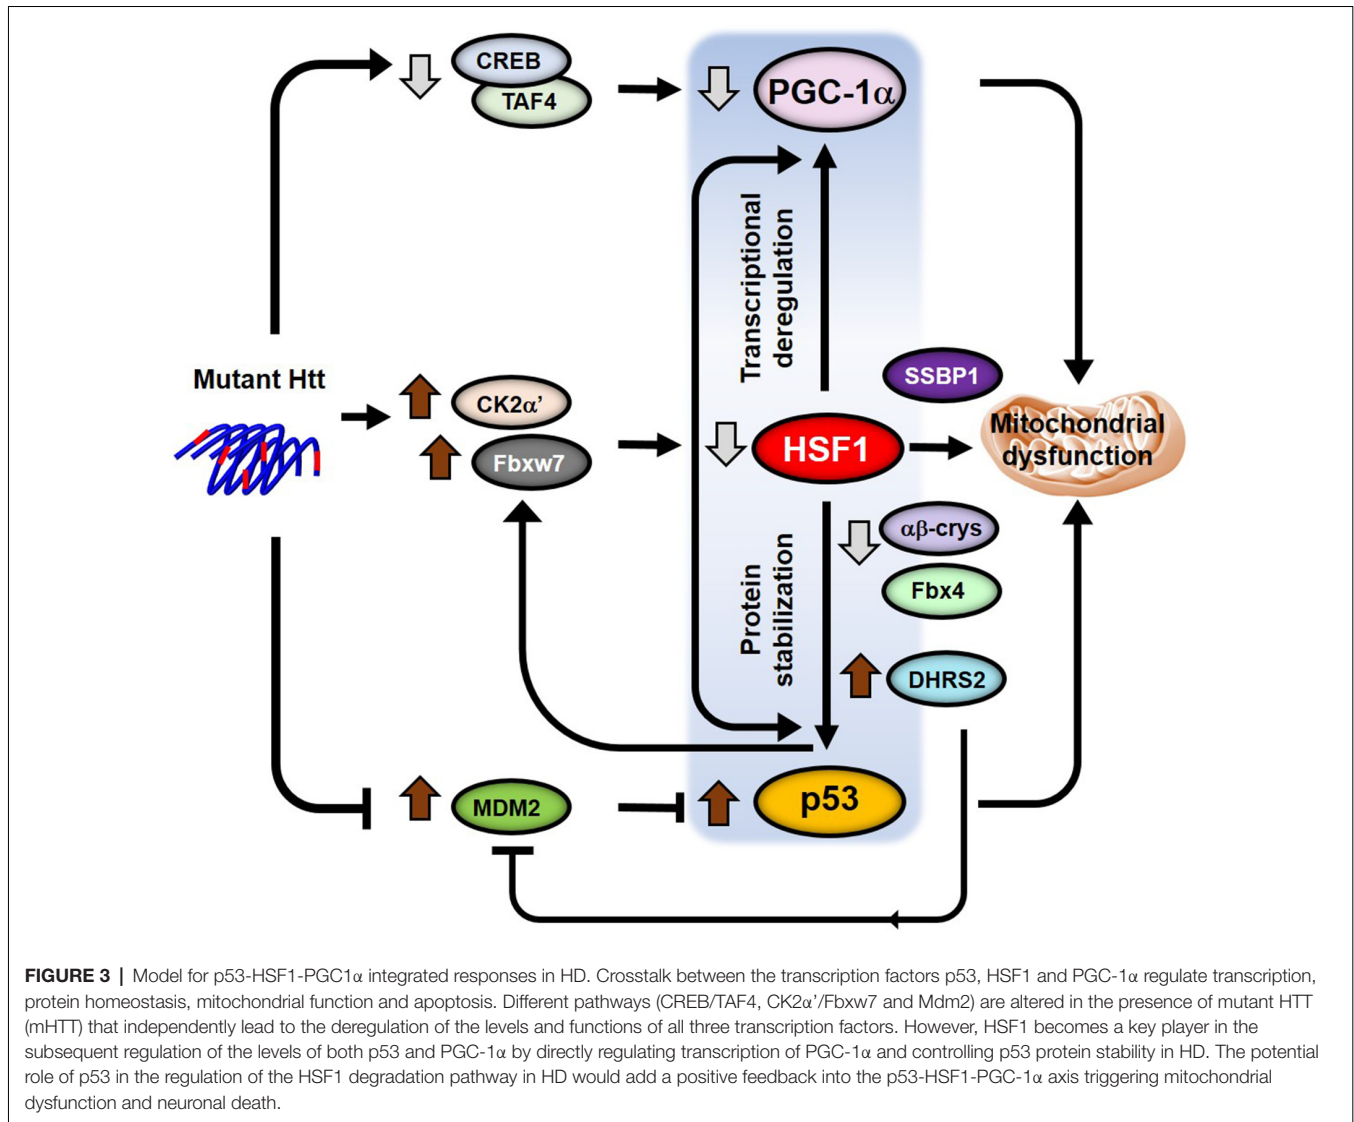 CREB
TAF4
PGC-1α
Transcriptional
deregulation
Mutant Htt
CK2α’
Fbxw7
HSF1
SSBP1
Mitochondrial
dysfunction
αβ-crys
Fbx4
Protein
stabilization
DHRS2
MDM2
p53
FIGURE 3 | Model for p53-HSF1-PGC1α integrated responses in HD. Crosstalk between the transcription factors p53, HSF1 and PGC-1α regulate transcription,
protein homeostasis, mitochondrial function and apoptosis. Different pathways (CREB/TAF4, CK2α’/Fbxw7 and Mdm2) are altered in the presence of mutant HTT
(mHTT) that independently lead to the deregulation of the levels and functions of all three transcription factors. However, HSF1 becomes a key player in the
subsequent regulation of the levels of both p53 and PGC-1α by directly regulating transcription of PGC-1α and controlling p53 protein stability in HD. The potential
role of p53 in the regulation of the HSF1 degradation pathway in HD would add a positive feedback into the p53-HSF1-PGC-1α axis triggering mitochondrial
dysfunction and neuronal death.